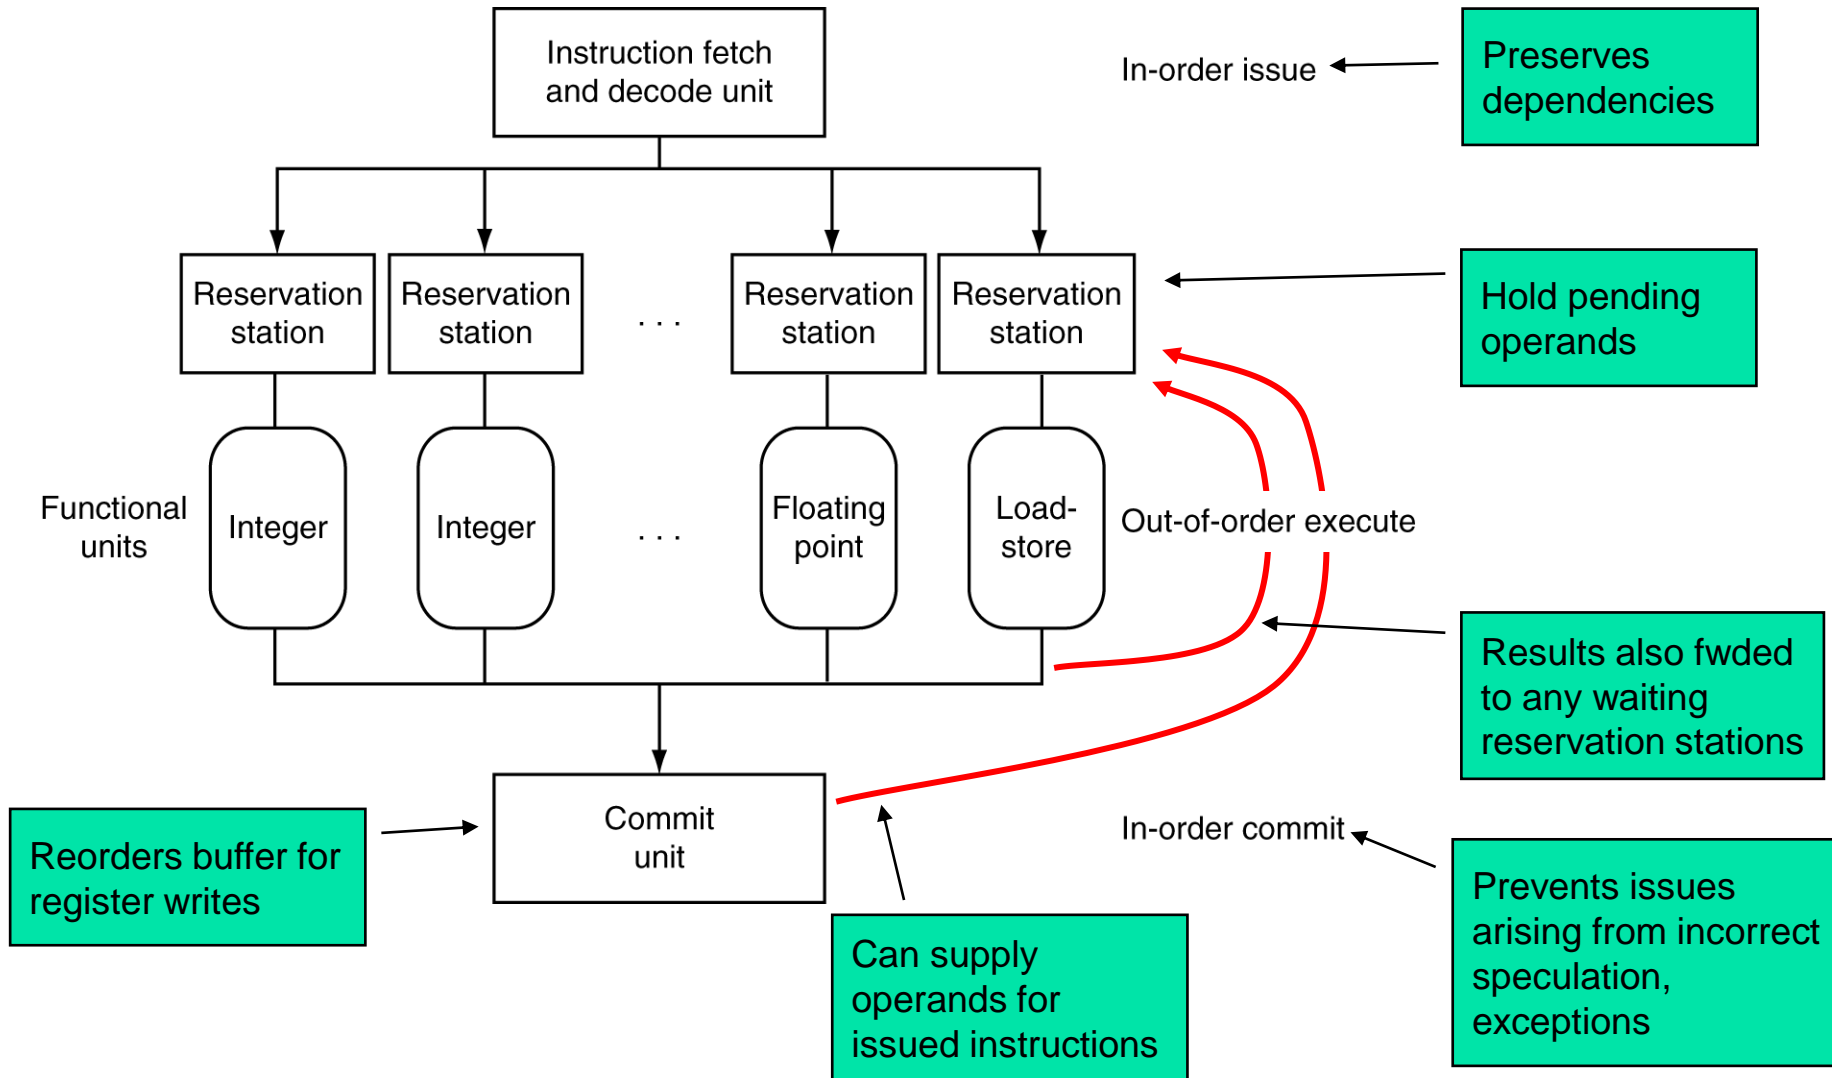 Instruction fetch
and decode unit
In-order issue
Preserves
dependencies
Reservation
station
Reservation
station
. . .
Reservation
station
Reservation
station
Hold pending
operands
Functional
units
Integer
Integer
. . .
Floating
point
Load-
store
Out-of-order execute
Results also fwded
to any waiting
reservation stations
Commit
unit
In-order commit
Reorders buffer for
register writes
Can supply
operands for
issued instructions
Prevents issues
arising from incorrect
speculation,
exceptions